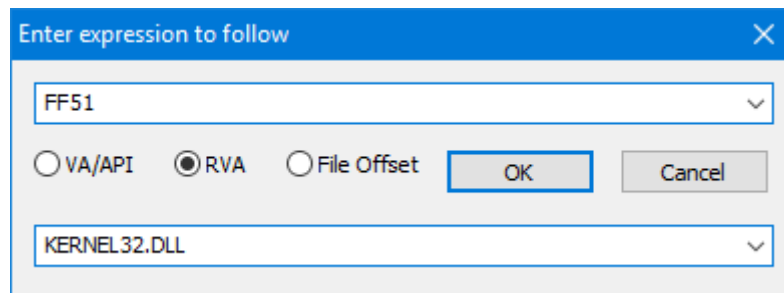 Enter expression to follow
FF51
VA/API RVA File Offset OK Cancel
KERNEL32.DLL